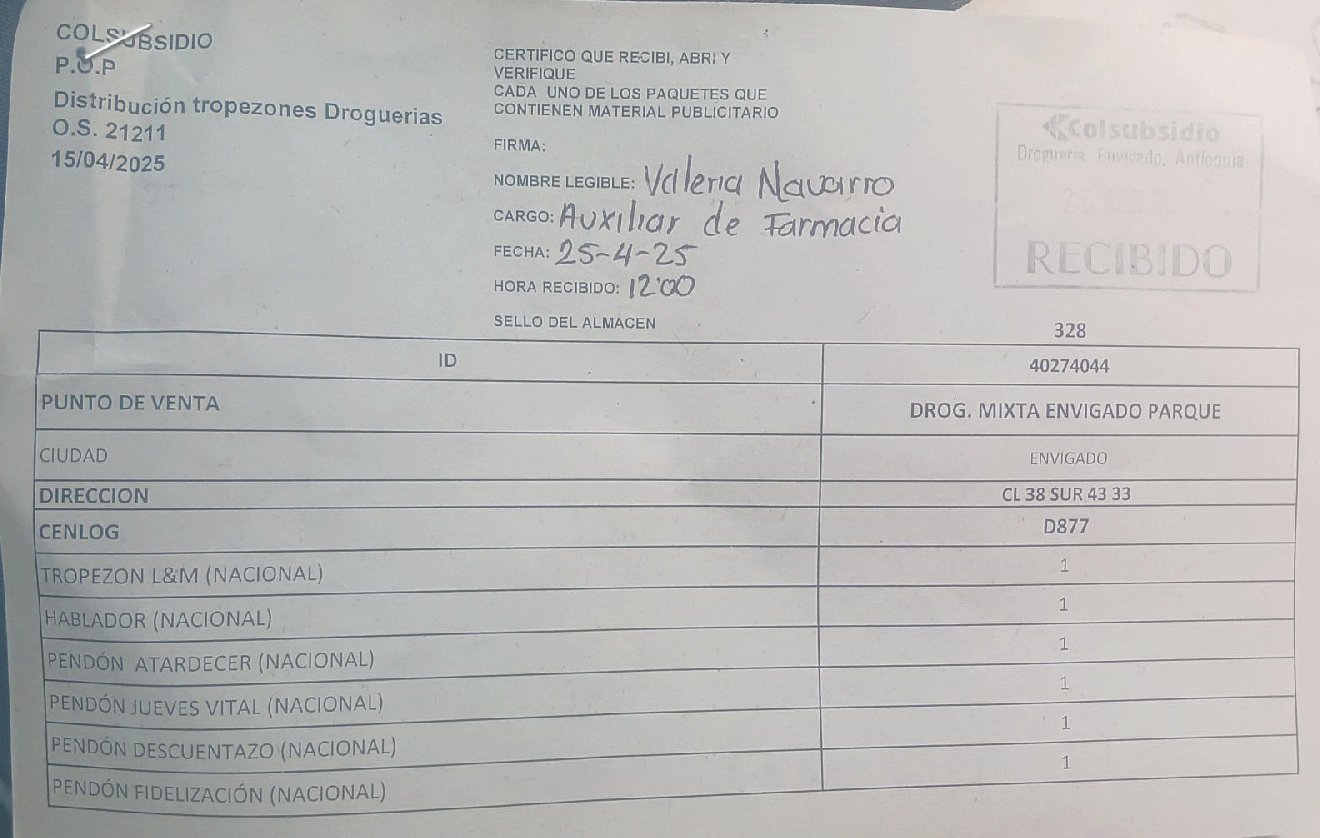 COLSUBSIDIO
P.O.P
Distribución tropezones Droguerias
O.S. 21211
15/04/2025
CERTIFICO QUE RECIBI, ABRI Y
VERIFIQUE
CADA UNO DE LOS PAQUETES QUE
CONTIENEN MATERIAL PUBLICITARIO
FIRMA:
NOMBRE LEGIBLE: Valeria Navarro
CARGO: Auxiliar de Farmacia
FECHA: 25-4-25
HORA RECIBIDO: 12:00
SELLO DEL ALMACEN
Colsubsidio
Drogueria Envigado, Antioquia
RECIBIDO
328
ID 40274044
PUNTO DE VENTA DROG. MIXTA ENVIGADO PARQUE
CIUDAD ENVIGADO
DIRECCION CL 38 SUR 43 33
CENLOG D877
TROPEZON L&M (NACIONAL) 1
HABLADOR (NACIONAL) 1
PENDÓN ATARDECER (NACIONAL) 1
PENDÓN JUEVES VITAL (NACIONAL) 1
PENDÓN DESCUENTAZO (NACIONAL) 1
PENDÓN FIDELIZACIÓN (NACIONAL) 1